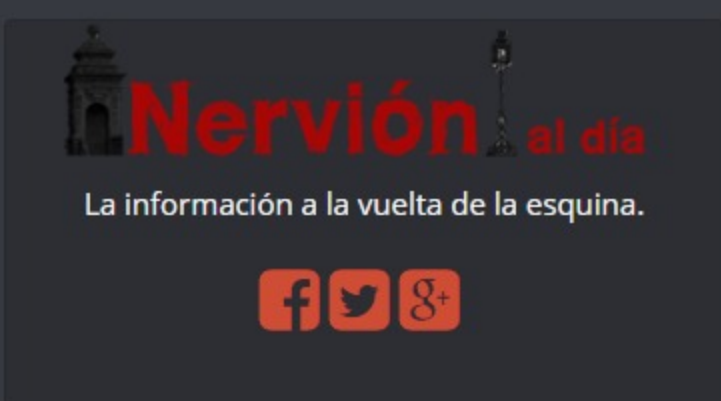 Nervión al día
La información a la vuelta de la esquina.